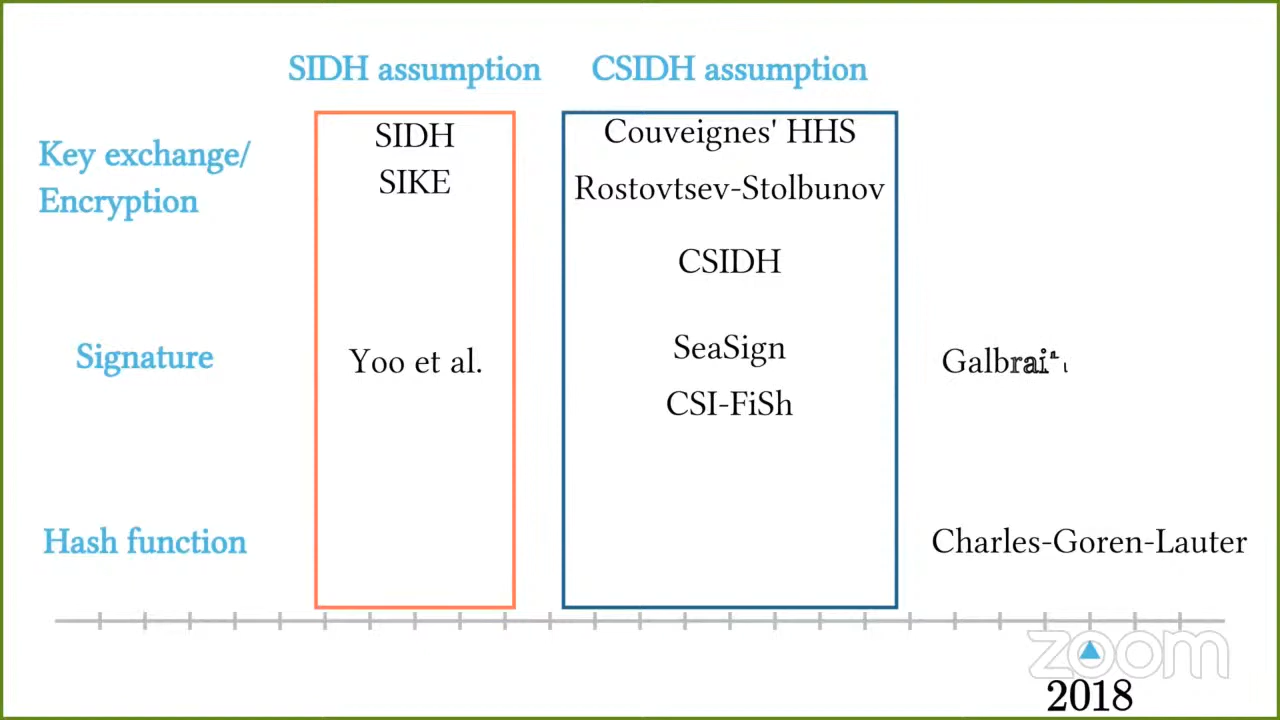 SIDH assumption
CSIDH assumption
Key exchange/
Encryption
SIDH
SIKE
Couveignes' HHS
Rostovtsev-Stolbunov
CSIDH
Signature
Yoo et al.
SeaSign
CSI-FiSh
Hash function
Charles-Goren-Lauter
zoom
2018